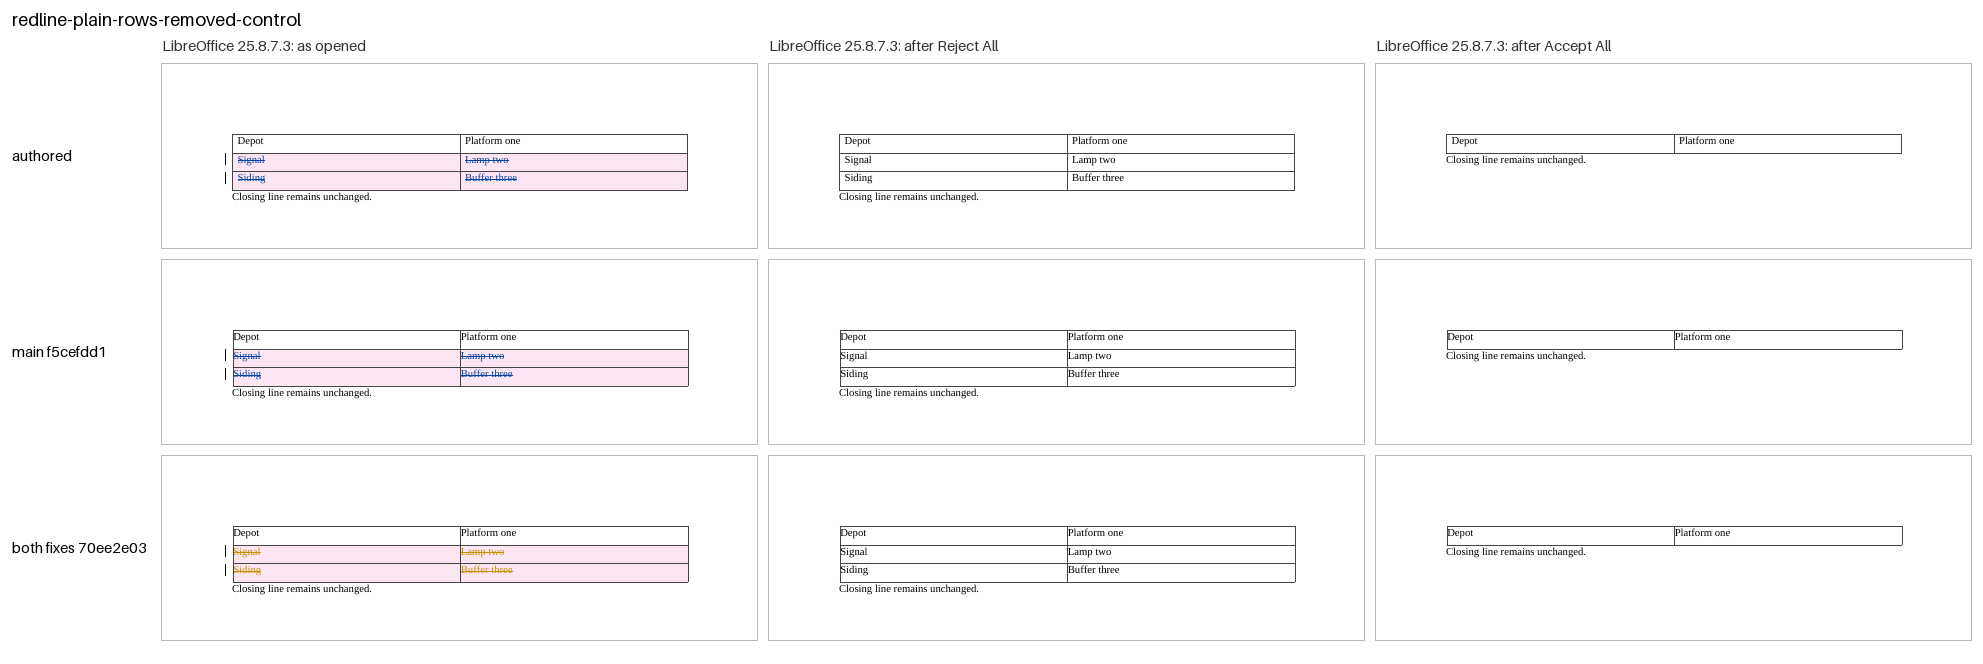 redline-plain-rows-removed-control
LibreOffice 25.8.7.3: as opened
LibreOffice 25.8.7.3: after Reject All
LibreOffice 25.8.7.3: after Accept All
authored
Depot Platform one
Signal Lamp two
Siding Buffer three
Closing line remains unchanged.
Depot Platform one
Signal Lamp two
Siding Buffer three
Closing line remains unchanged.
Depot Platform one
Closing line remains unchanged.
main f5cefdd1
Depot Platform one
Signal Lamp two
Siding Buffer three
Closing line remains unchanged.
Depot Platform one
Signal Lamp two
Siding Buffer three
Closing line remains unchanged.
Depot Platform one
Closing line remains unchanged.
both fixes 70ee2e03
Depot Platform one
Signal Lamp two
Siding Buffer three
Closing line remains unchanged.
Depot Platform one
Signal Lamp two
Siding Buffer three
Closing line remains unchanged.
Depot Platform one
Closing line remains unchanged.